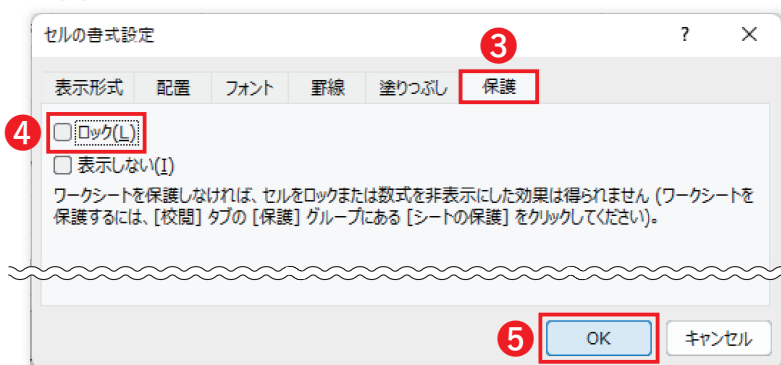 セルの書式設定
?
×
❸
表示形式 配置 フォント 罫線 塗りつぶし 保護
❹
ロック(L)
表示しない(I)
ワークシートを保護しなければ、セルをロックまたは数式を非表示にした効果は得られません (ワークシートを
保護するには、[校閲] タブの [保護] グループにある [シートの保護] をクリックしてください)。
❺
OK
キャンセル